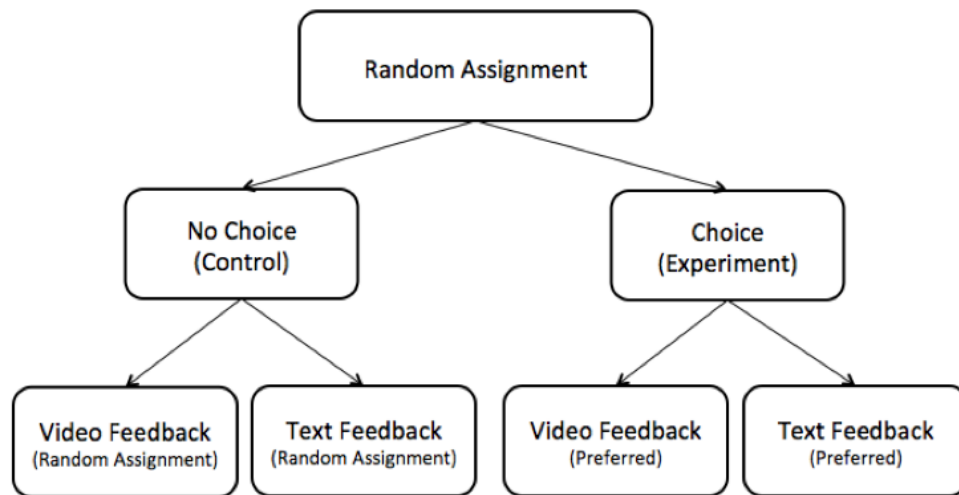 Random Assignment
No Choice
(Control)
Choice
(Experiment)
Video Feedback
(Random Assignment)
Text Feedback
(Random Assignment)
Video Feedback
(Preferred)
Text Feedback
(Preferred)